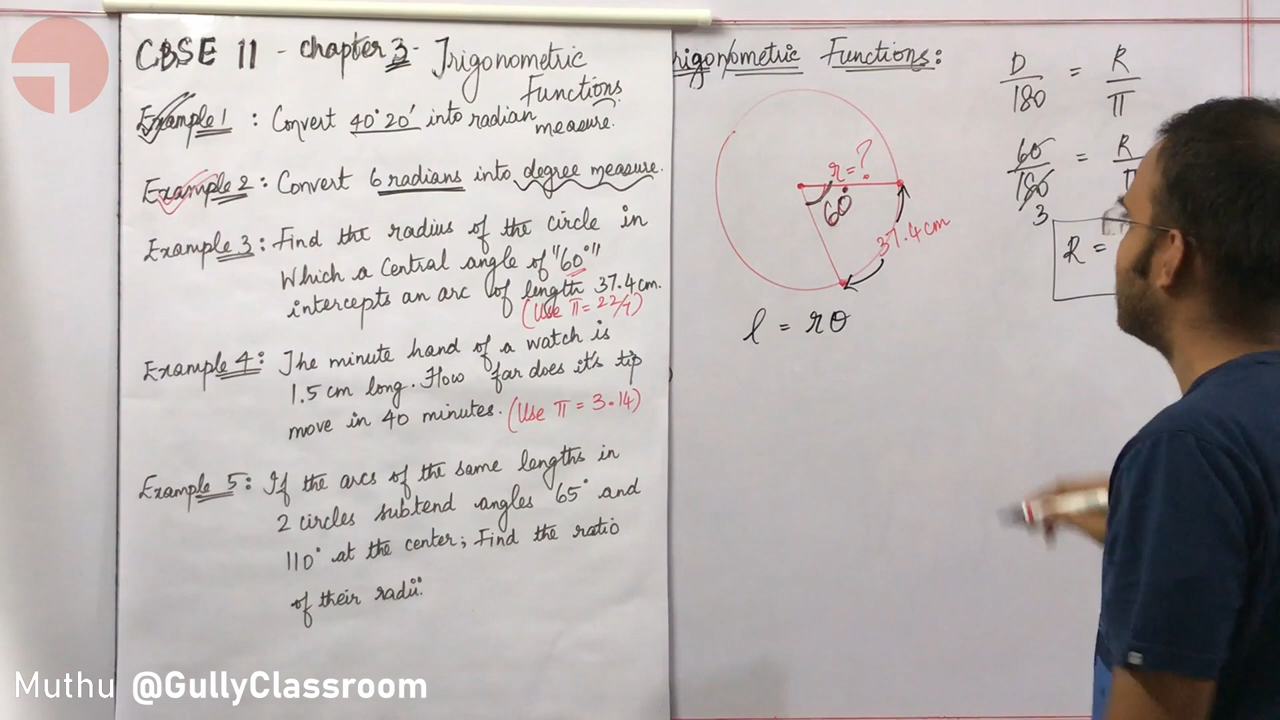 CBSE 11 - chapter 3 - Trigonometric
Functions
Example 1 : Convert 40° 20' into radian
measure.
Example 2 : Convert 6 radians into degree measure.
Example 3 : Find the radius of the circle in
Which a Central angle of "60°"
intercepts an arc of length 37.4cm.
(Use π = 22/7)
Example 4 : The minute hand of a watch is
1.5 cm long. How far does it's tip
move in 40 minutes. (Use π = 3.14)
Example 5 : If the arcs of the same lengths in
2 circles subtend angles 65° and
110° at the center; Find the ratio
of their radii.
Trigonometric Functions:
r = ?
60°
37.4 cm
l = rθ
D/180 = R/π
60/180 = R
3
R =
Muthu @GullyClassroom